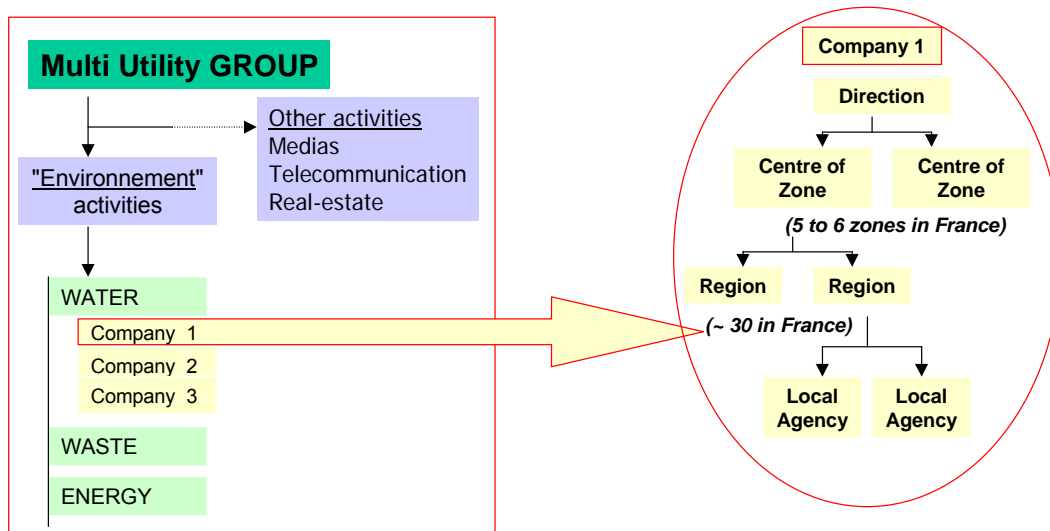 Multi Utility GROUP
Other activities
Medias
Telecommunication
Real-estate
"Environnement"
activities
WATER
Company 1
Company 2
Company 3
WASTE
ENERGY
Company 1
Direction
Centre of
Zone
Centre of
Zone
(5 to 6 zones in France)
Region
Region
(~ 30 in France)
Local
Agency
Local
Agency